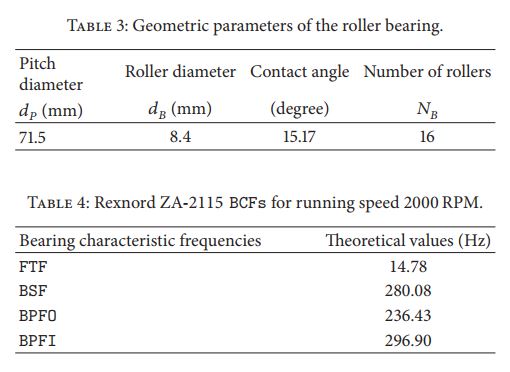 TABLE 3: Geometric parameters of the roller bearing.
Pitch diameter Roller diameter Contact angle Number of rollers
d_P (mm) d_B (mm) (degree) N_B
71.5 8.4 15.17 16
TABLE 4: Rexnord ZA-2115 BCFs for running speed 2000 RPM.
Bearing characteristic frequencies Theoretical values (Hz)
FTF 14.78
BSF 280.08
BPFO 236.43
BPFI 296.90